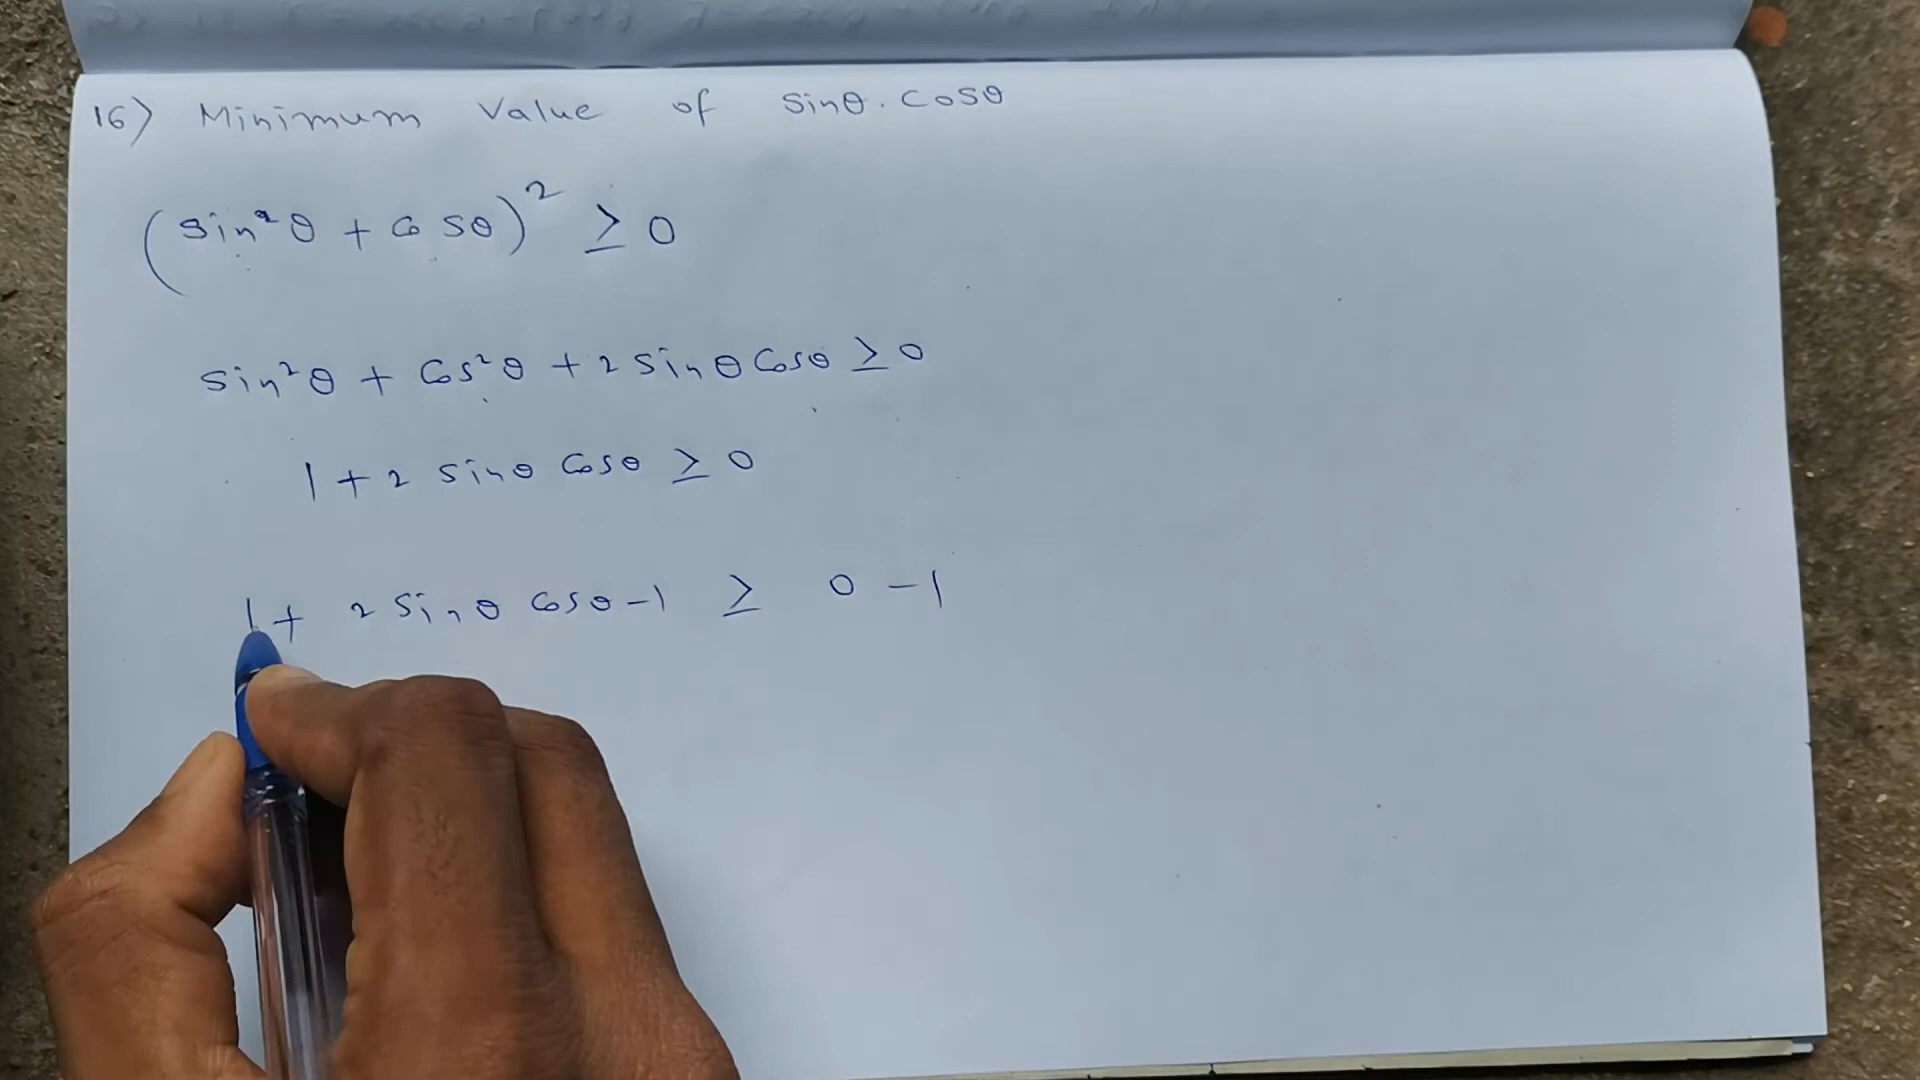 16) Minimum Value of sinθ . cosθ
(sin²θ + cosθ)² ≥ 0
sin²θ + cos²θ + 2 sinθ cosθ ≥ 0
1 + 2 sinθ cosθ ≥ 0
1 + 2 sinθ cosθ - 1 ≥ 0 - 1